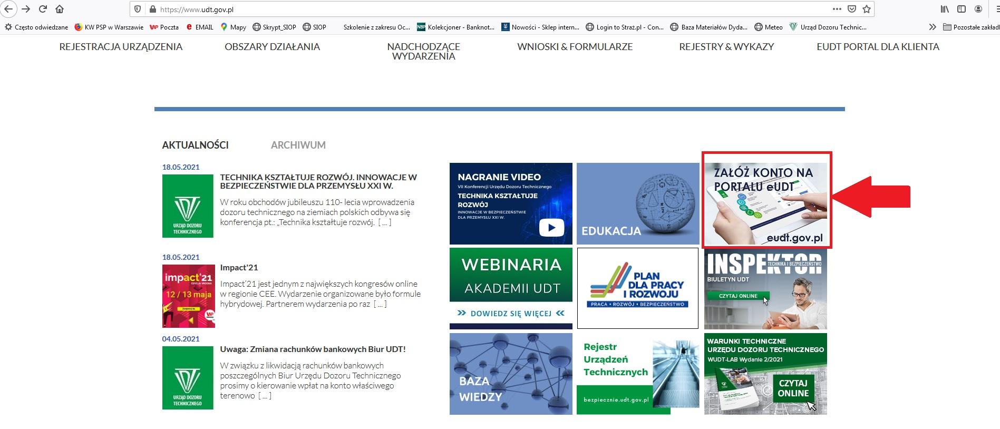 https://www.udt.gov.pl
Często odwiedzane
KW PSP w Warszawie
Poczta
EMAIL
Mapy
Skrypt_SIOP
SIOP
Szkolenie z zakresu Oc...
NBP
Kolekcjoner - Banknot...
Nowości - Sklep intern...
Login to Straż.pl - Con...
Baza Materiałów Dyda...
Meteo
Urząd Dozoru Technic...
Pozostałe zakładl
REJESTRACJA URZĄDZENIA
OBSZARY DZIAŁANIA
NADCHODZĄCE
WYDARZENIA
WNIOSKI & FORMULARZE
REJESTRY & WYKAZY
EUDT PORTAL DLA KLIENTA
AKTUALNOŚCI
ARCHIWUM
18.05.2021
URZĄD DOZORU
TECHNICZNEGO
TECHNIKA KSZTAŁTUJE ROZWÓJ. INNOWACJE W
BEZPIECZEŃSTWIE DLA PRZEMYSŁU XXI W.
W roku obchodów jubileuszu 110- lecia wprowadzenia
dozoru technicznego na ziemiach polskich odbywa się
konferencja pt.: „Technika kształtuje rozwój. [ ... ]
18.05.2021
impact'21
12 / 13 maja
Impact'21
Impact’21 jest jednym z największych kongresów online
w regionie CEE. Wydarzenie organizowane było formule
hybrydowej. Partnerem wydarzenia po raz [ ... ]
04.05.2021
URZĄD DOZORU
TECHNICZNEGO
Uwaga: Zmiana rachunków bankowych Biur UDT!
W związku z likwidacją rachunków bankowych
poszczególnych Biur Urzędu Dozoru Technicznego
prosimy o kierowanie wpłat na konto właściwego
terenowo [ ... ]
NAGRANIE VIDEO
VII Konferencji Urzędu Dozoru Technicznego
TECHNIKA KSZTAŁTUJE
ROZWÓJ
INNOWACJE W BEZPIECZEŃSTWIE
DLA PRZEMYSŁU XXI W.
EDUKACJA
ZAŁÓŻ KONTO NA
PORTALU eUDT
eudt.gov.pl
WEBINARIA
AKADEMII UDT
DOWIEDZ SIĘ WIĘCEJ
PLAN
DLA PRACY
I ROZWOJU
PRACA • ROZWÓJ • BEZPIECZEŃSTWO
INSPEKTOR
TECHNIKA I BEZPIECZEŃSTWO
BIULETYN UDT
CZYTAJ ONLINE
BAZA
WIEDZY
Rejestr
Urządzeń
Technicznych
bezpiecznie.udt.gov.pl
WARUNKI TECHNICZNE
URZĘDU DOZORU TECHNICZNEGO
WUDT-LAB Wydanie 2/2021
CZYTAJ
ONLINE